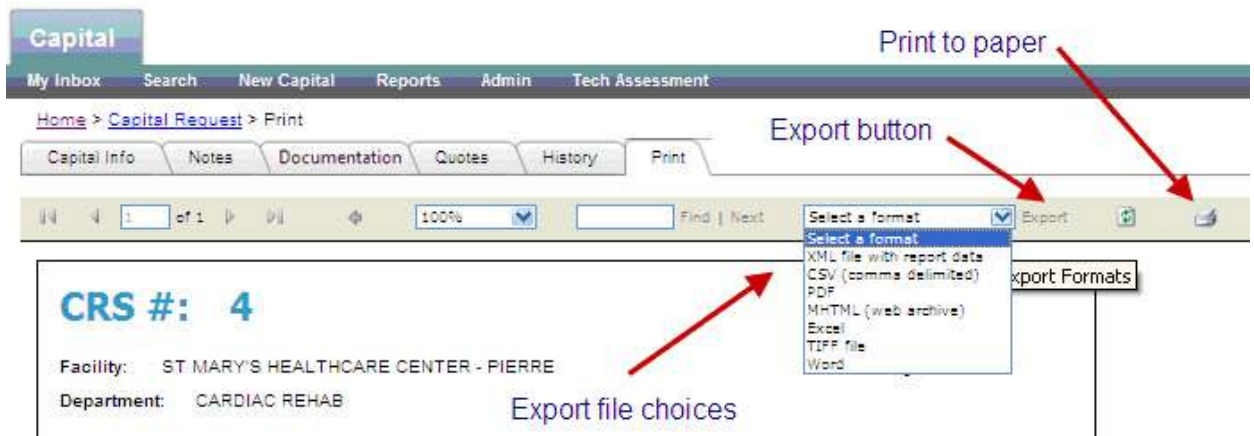 Capital
Print to paper
My Inbox Search New Capital Reports Admin Tech Assessment
Home > Capital Request > Print
Export button
Capital Info Notes Documentation Quotes History Print
1 of 1 100% Find | Next Select a format Export
Select a format
XML file with report data
CSV (comma delimited)
xport Formats
PDF
MHTML (web archive)
Excel
TIFF file
Word
CRS #: 4
Facility: ST MARY'S HEALTHCARE CENTER - PIERRE
Department: CARDIAC REHAB
Export file choices